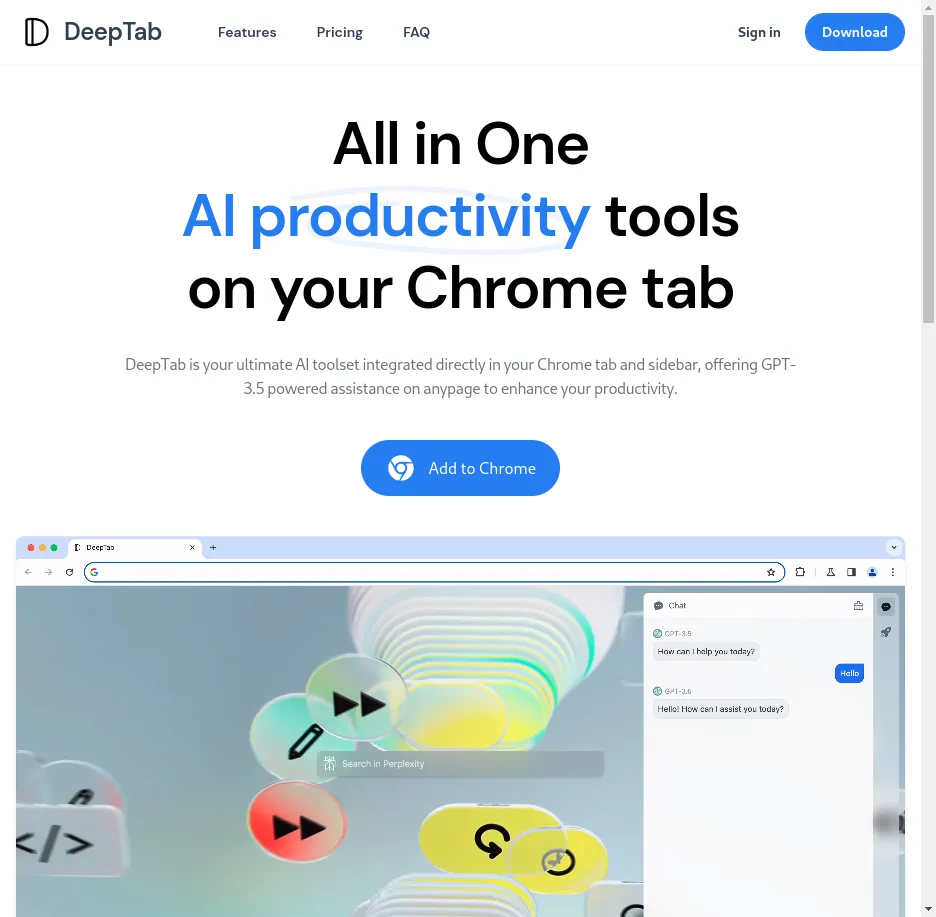 DeepTab
Features
Pricing
FAQ
Sign in
Download
All in One
AI productivity tools
on your Chrome tab
DeepTab is your ultimate AI toolset integrated directly in your Chrome tab and sidebar, offering GPT-
3.5 powered assistance on anypage to enhance your productivity.
Add to Chrome
DeepTab
Chat
GPT-3.5
How can I help you today?
Hello
GPT-3.5
Hello! How can I assist you today?
Search in Perplexity
</>